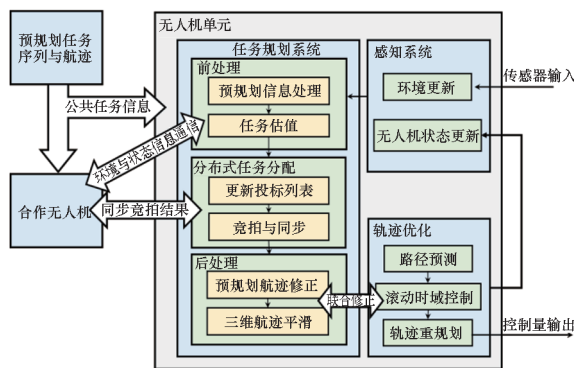 预规划任务
序列与航迹
公共任务信息
环境与状态信息通信
合作无人机
同步竞拍结果
无人机单元
任务规划系统
前处理
预规划信息处理
任务估值
分布式任务分配
更新投标列表
竞拍与同步
后处理
预规划航迹修正
三维航迹平滑
联合修正
感知系统
环境更新
无人机状态更新
传感器输入
轨迹优化
路径预测
滚动时域控制
轨迹重规划
控制量输出